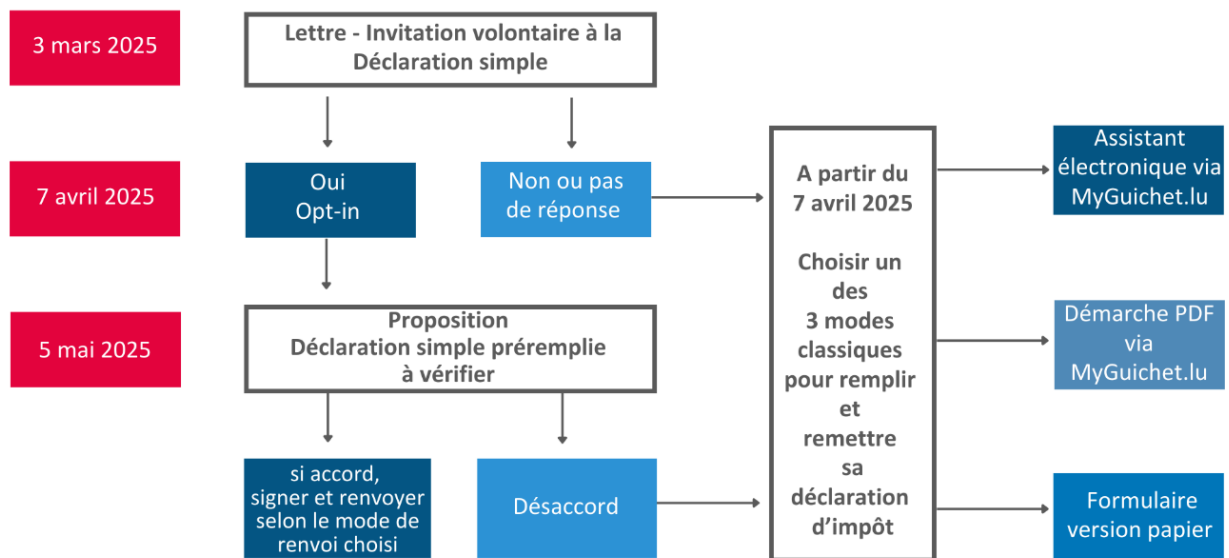 3 mars 2025
Lettre - Invitation volontaire à la
Déclaration simple
7 avril 2025
Oui
Opt-in
Non ou pas
de réponse
5 mai 2025
Proposition
Déclaration simple préremplie
à vérifier
si accord,
signer et renvoyer
selon le mode de
renvoi choisi
Désaccord
A partir du
7 avril 2025
Choisir un
des
3 modes
classiques
pour remplir
et
remettre
sa
déclaration
d'impôt
Assistant
électronique via
MyGuichet.lu
Démarche PDF
via
MyGuichet.lu
Formulaire
version papier